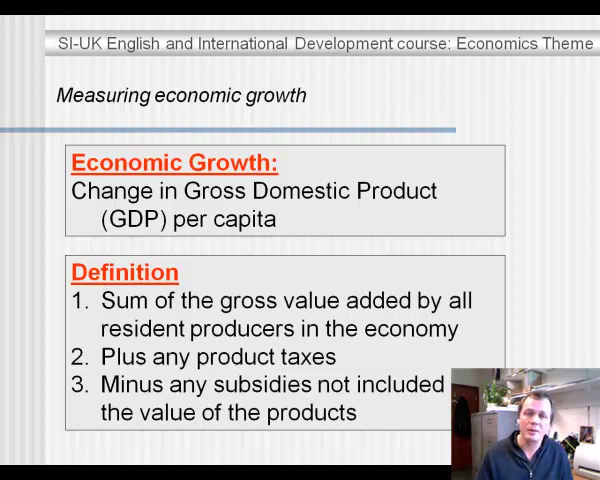 SI-UK English and International Development course: Economics Theme
Measuring economic growth
Economic Growth:
Change in Gross Domestic Product
(GDP) per capita
Definition
1. Sum of the gross value added by all
resident producers in the economy
2. Plus any product taxes
3. Minus any subsidies not included
the value of the products